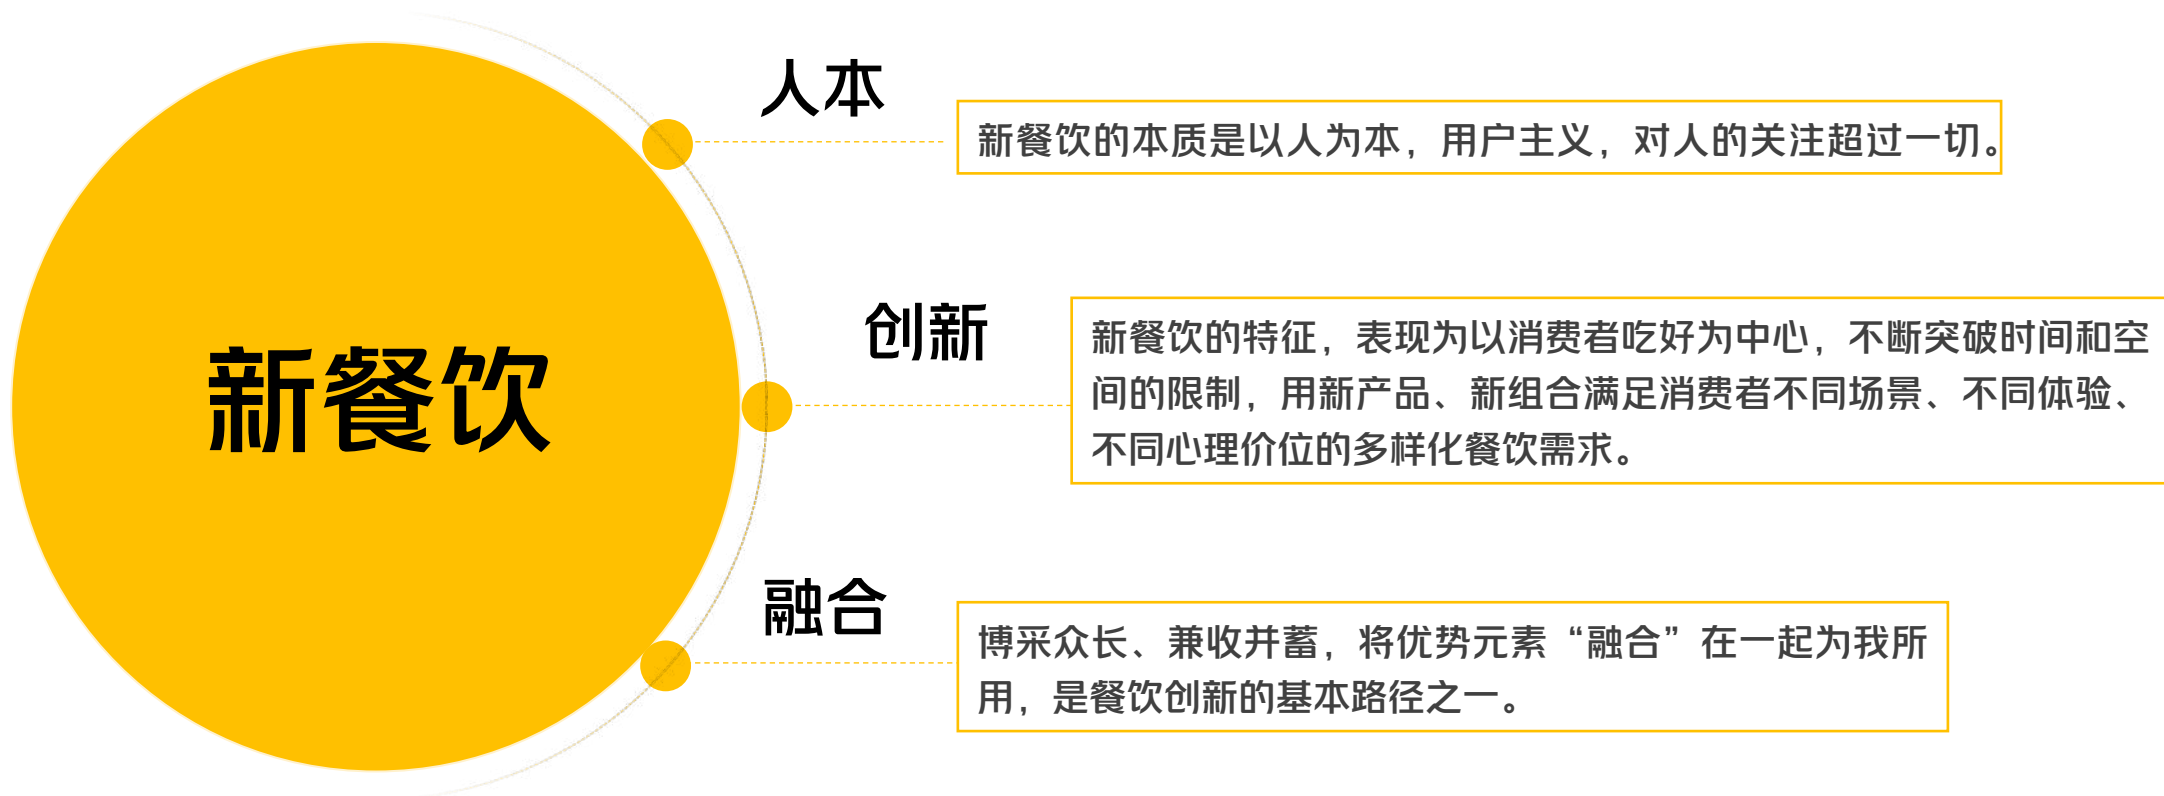 新餐饮
人本
新餐饮的本质是以人为本，用户主义，对人的关注超过一切。
创新
新餐饮的特征，表现为以消费者吃好为中心，不断突破时间和空
间的限制，用新产品、新组合满足消费者不同场景、不同体验、
不同心理价位的多样化餐饮需求。
融合
博采众长、兼收并蓄，将优势元素“融合”在一起为我所
用，是餐饮创新的基本路径之一。